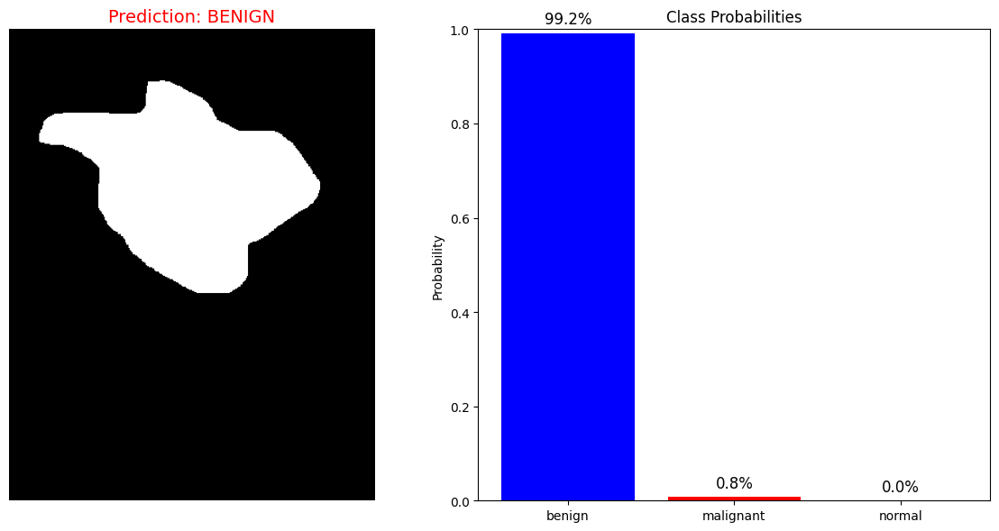 Prediction: BENIGN
Class Probabilities
99.2%
0.8%
0.0%
Probability
1.0
0.8
0.6
0.4
0.2
0.0
benign
malignant
normal